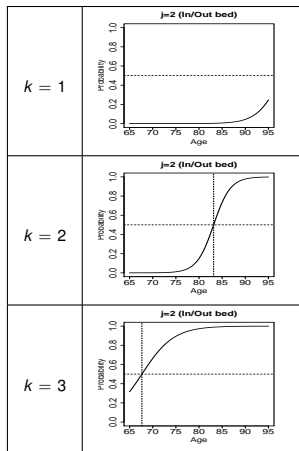 k = 1
j=2 (In/Out bed)
Probability
0.0 0.2 0.4 0.6 0.8 1.0
65 70 75 80 85 90 95
Age
k = 2
j=2 (In/Out bed)
Probability
0.0 0.2 0.4 0.6 0.8 1.0
65 70 75 80 85 90 95
Age
k = 3
j=2 (In/Out bed)
Probability
0.0 0.2 0.4 0.6 0.8 1.0
65 70 75 80 85 90 95
Age